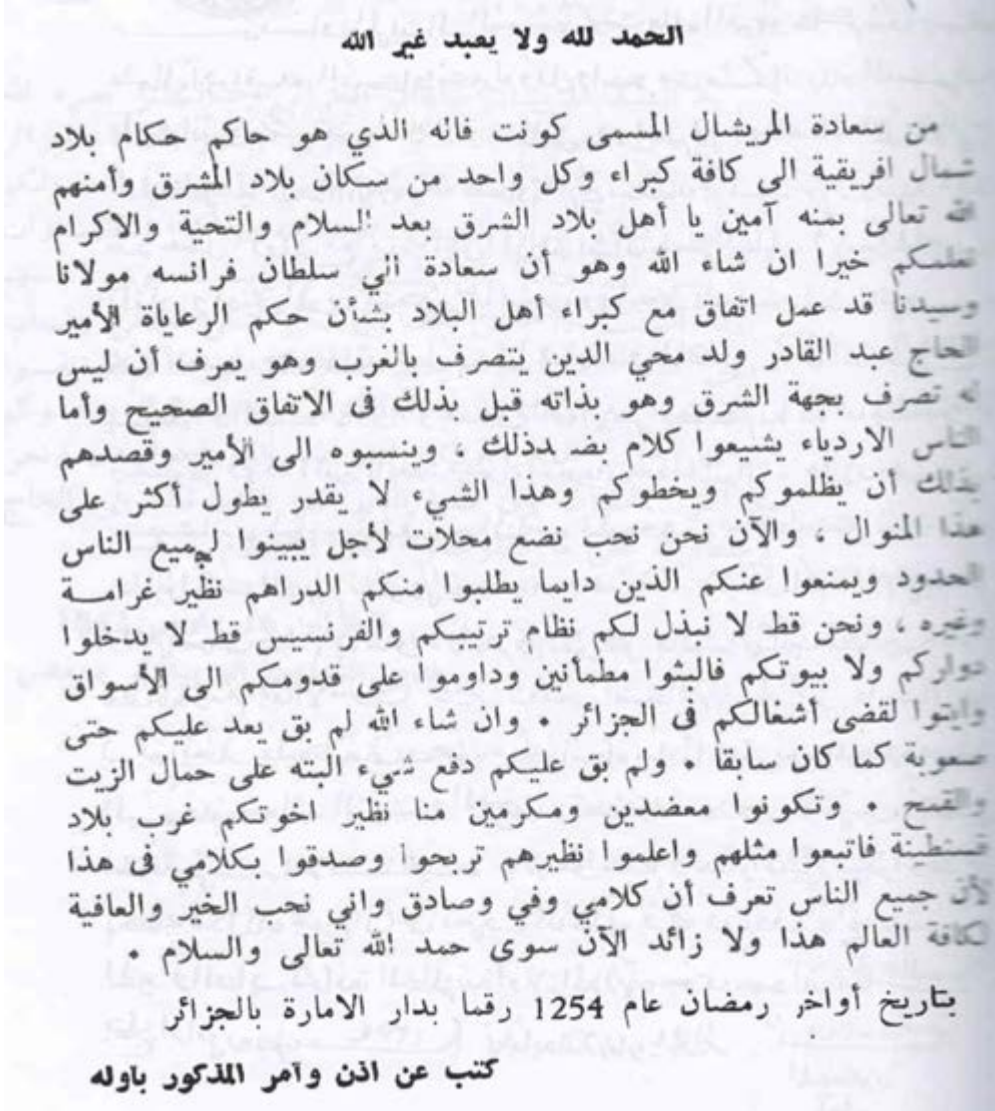 الحمد لله ولا يعبد غير الله
من سعادة المريشال المسمى كونت فاله الذي هو حاكم حكام بلاد
شمال افريقية الى كافة كبراء وكل واحد من سكان بلاد المشرق وأمنهم
الله تعالى بمنه آمين يا أهل بلاد الشرق بعد السلام والتحية والاكرام
نعلمكم خيرا ان شاء الله وهو أن سعادة الي سلطان فرانسه مولانا
وسيدنا قد عمل اتفاق مع كبراء أهل البلاد بشأن حكم الرعاياة الأمير
الحاج عبد القادر ولد محي الدين يتصرف بالغرب وهو يعرف أن ليس
له تصرف بجهة الشرق وهو بذاته قبل بذلك فى الاتفاق الصحيح وأما
الناس الاردياء يشيعوا كلام بضدذلك ، وينسبوه الى الأمير وقصدهم
بذلك أن يظلموكم ويخطوكم وهذا الشيء لا يقدر يطول أكثر على
هذا المنوال ، والآن نحن نحب نضع محلات لأجل يبينوا لجميع الناس
الحدود ويمنعوا عنكم الذين دايما يطلبوا منكم الدراهم نظير غرامــة
وغيره ، ونحن قط لا نبذل لكم نظام ترتيبكم والفرنسيس قط لا يدخلوا
دواركم ولا بيوتكم فالبثوا مطمأنين وداوموا على قدومكم الى الأسواق
وايتوا لقضى أشغالكم فى الجزائر • وان شاء الله لم بق بعد عليكم حتى
صعوبة كما كان سابقا • ولم بق عليكم دفع شيء البته على حمال الزيت
والقمح • وتكونوا معضدين ومكرمين منا نظير اخوتكم غرب بلاد
قسنطينة فاتبعوا مثلهم واعلموا نظيرهم تربحوا وصدقوا بكلامي فى هذا
لأن جميع الناس تعرف أن كلامي وفي وصادق واني نحب الخير والعافية
لكافة العالم هذا ولا زائد الآن سوى حمد الله تعالى والسلام •
بتاريخ أواخر رمضان عام 1254 رقما بدار الامارة بالجزائر
كتب عن اذن وآمر المذكور بأوله